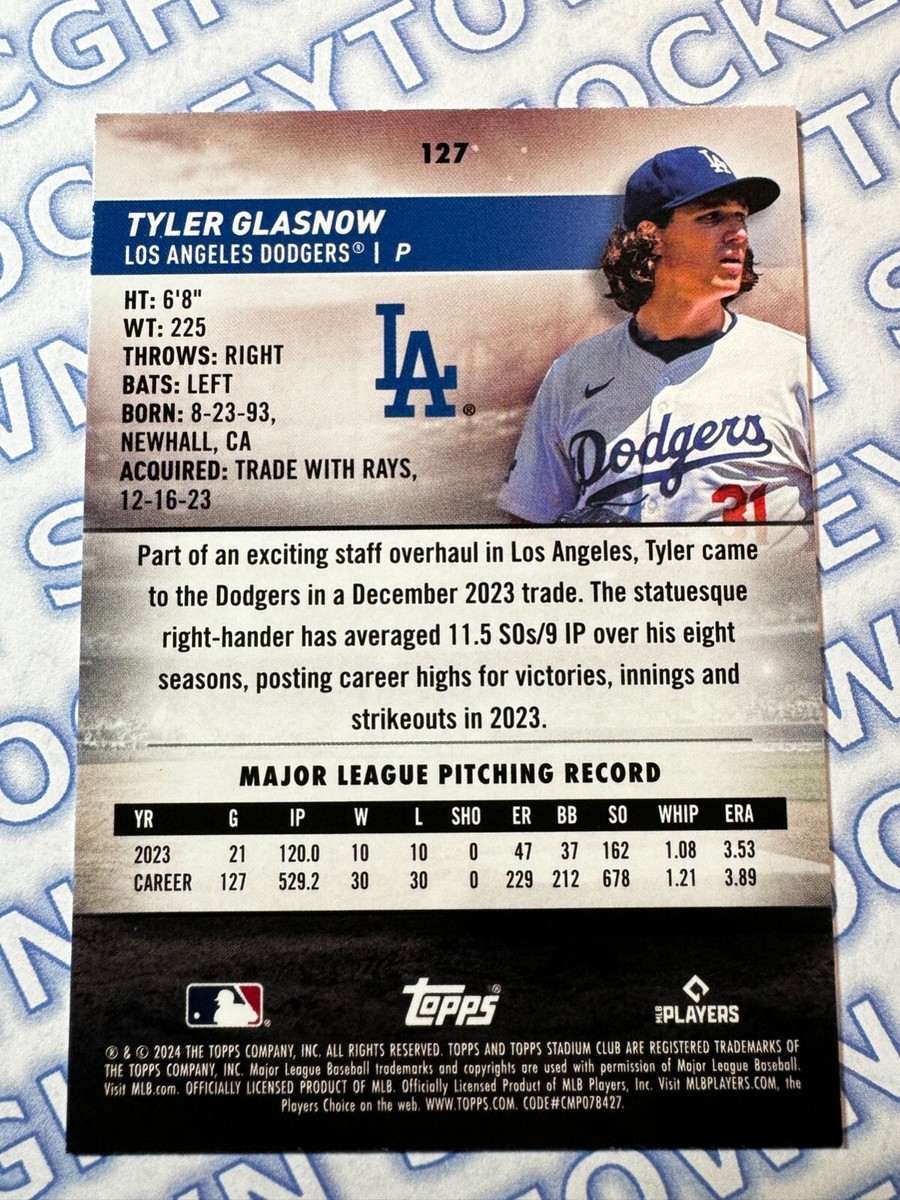 127
LA
TYLER GLASNOW
LOS ANGELES DODGERS® | P
HT: 6'8"
WT: 225
THROWS: RIGHT
BATS: LEFT
BORN: 8-23-93,
NEWHALL, CA
ACQUIRED: TRADE WITH RAYS,
12-16-23
LA®
Dodgers
31
Part of an exciting staff overhaul in Los Angeles, Tyler came
to the Dodgers in a December 2023 trade. The statuesque
right-hander has averaged 11.5 SOs/9 IP over his eight
seasons, posting career highs for victories, innings and
strikeouts in 2023.
MAJOR LEAGUE PITCHING RECORD
YR G IP W L SHO ER BB SO WHIP ERA
2023 21 120.0 10 10 0 47 37 162 1.08 3.53
CAREER 127 529.2 30 30 0 229 212 678 1.21 3.89
® topps® MLB PLAYERS
® & © 2024 THE TOPPS COMPANY, INC. ALL RIGHTS RESERVED. TOPPS AND TOPPS STADIUM CLUB ARE REGISTERED TRADEMARKS OF
THE TOPPS COMPANY, INC. Major League Baseball trademarks and copyrights are used with permission of Major League Baseball.
Visit MLB.com. OFFICIALLY LICENSED PRODUCT OF MLB. Officially Licensed Product of MLB Players, Inc. Visit MLBPLAYERS.COM, the
Players Choice on the web. WWW.TOPPS.COM. CODE#CMP078427.